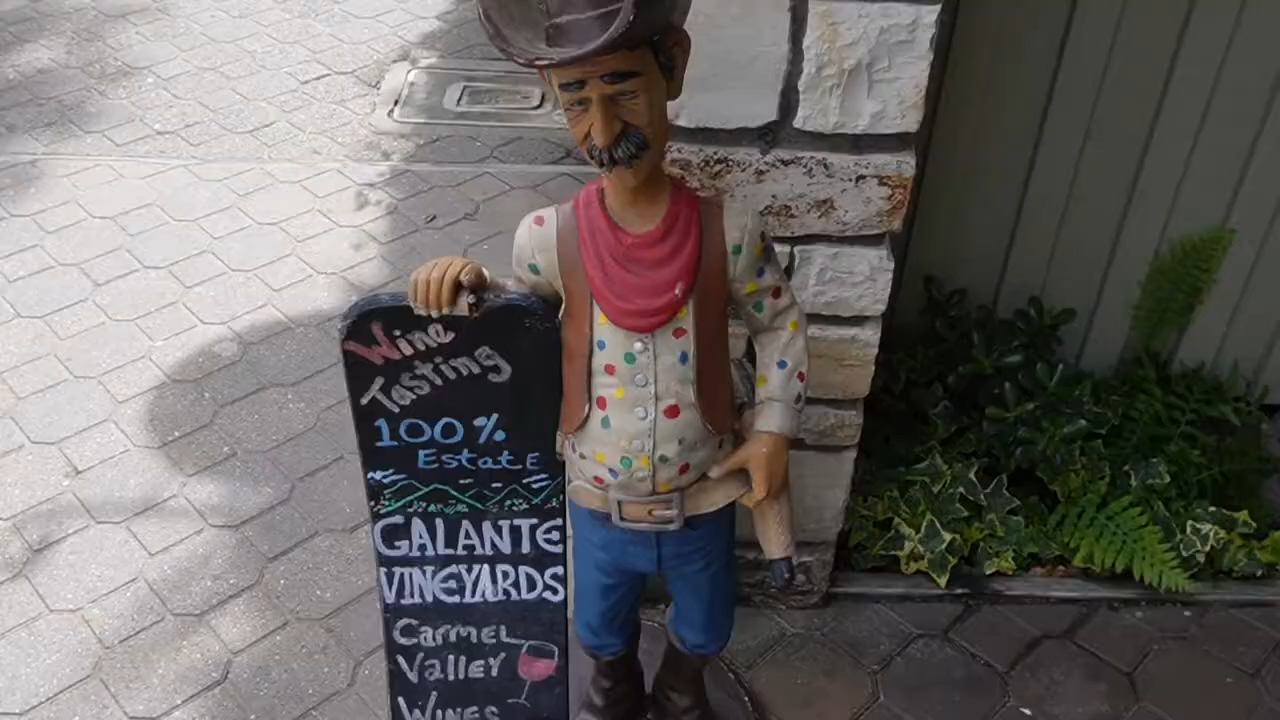 Wine
Tasting
100%
Estate
GALANTE
VINEYARDS
Carmel
Valley
Wines